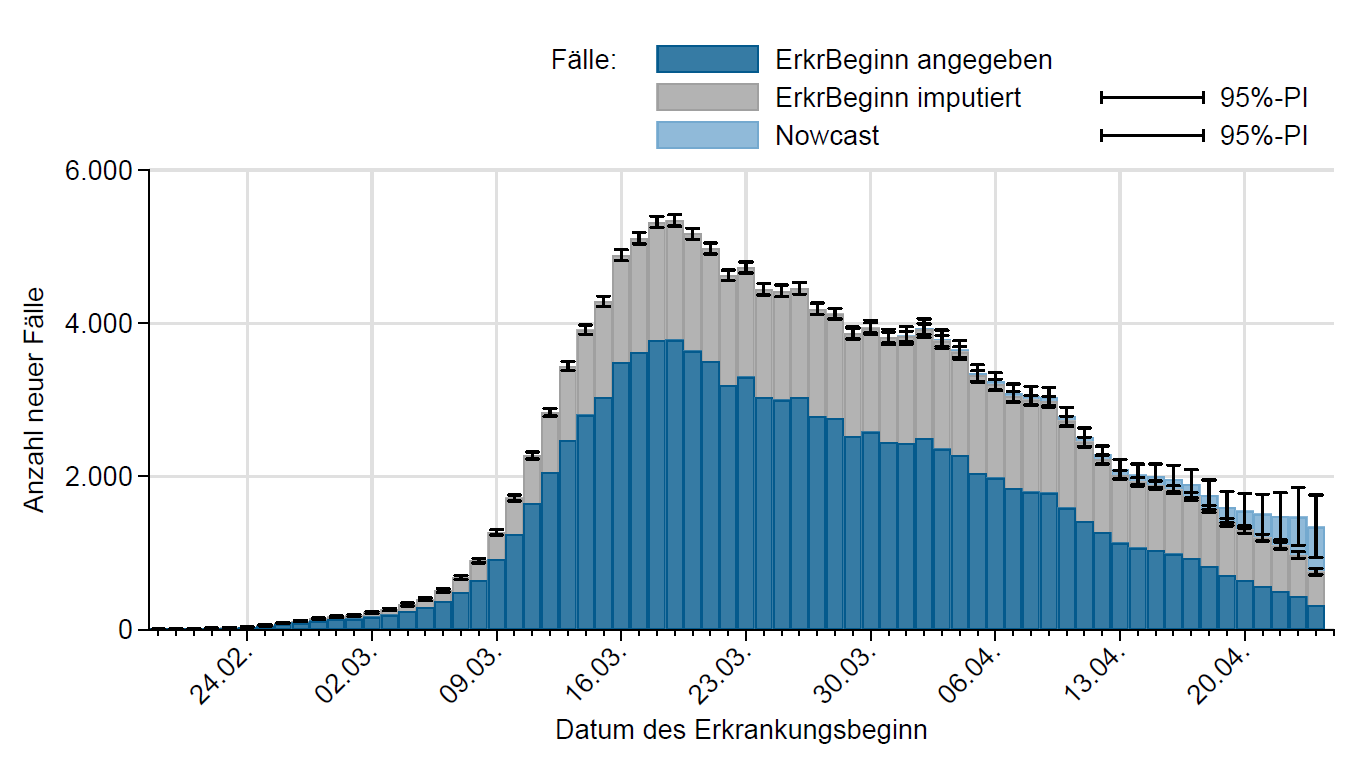 Fälle:
ErkrBeginn angegeben
ErkrBeginn imputiert 95%-PI
Nowcast 95%-PI
6.000
4.000
2.000
0
Anzahl neuer Fälle
24.02. 02.03. 09.03. 16.03. 23.03. 30.03. 06.04. 13.04. 20.04.
Datum des Erkrankungsbeginn